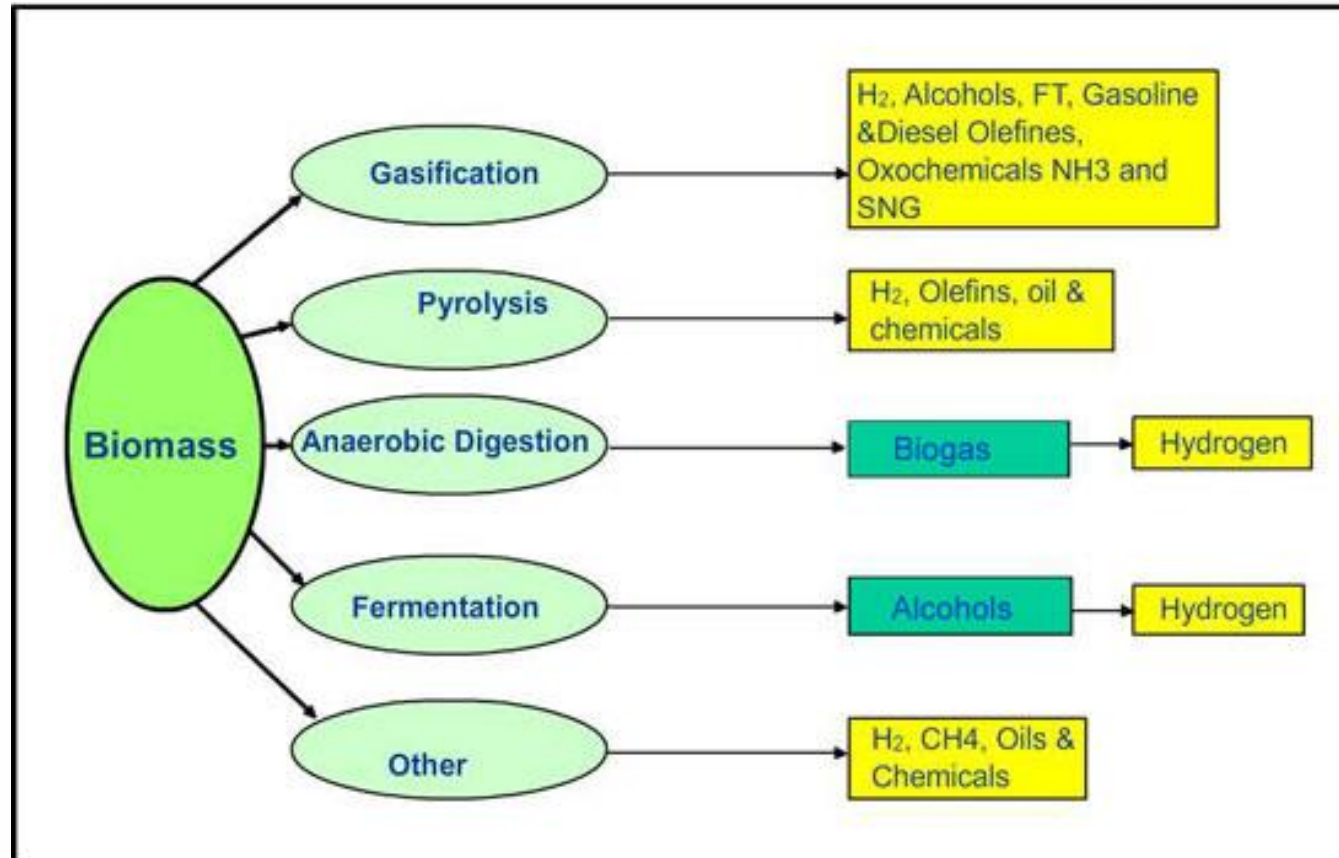 H₂, Alcohols, FT, Gasoline
&Diesel Olefines,
Oxochemicals NH3 and
SNG
Gasification
H₂, Olefins, oil &
chemicals
Pyrolysis
Biomass
Anaerobic Digestion
Biogas
Hydrogen
Fermentation
Alcohols
Hydrogen
H₂, CH4, Oils &
Chemicals
Other